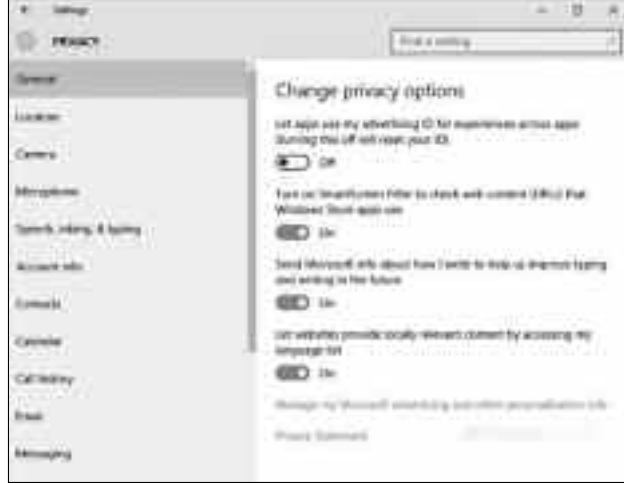 Settings
PRIVACY
Find a setting
General
Location
Camera
Microphone
Speech, inking, & typing
Account info
Contacts
Calendar
Call history
Email
Messaging
Change privacy options
Let apps use my advertising ID for experiences across apps
(turning this off will reset your ID)
Off
Turn on SmartScreen Filter to check web content (URLs) that
Windows Store apps use
On
Send Microsoft info about how I write to help us improve typing
and writing in the future
On
Let websites provide locally relevant content by accessing my
language list
On
Manage my Microsoft advertising and other personalization info
Privacy Statement